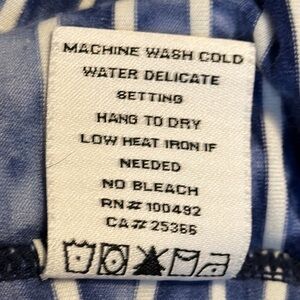 MACHINE WASH COLD
WATER DELICATE
SETTING
HANG TO DRY
LOW HEAT IRON IF
NEEDED
NO BLEACH
RN# 100492
CA# 25366